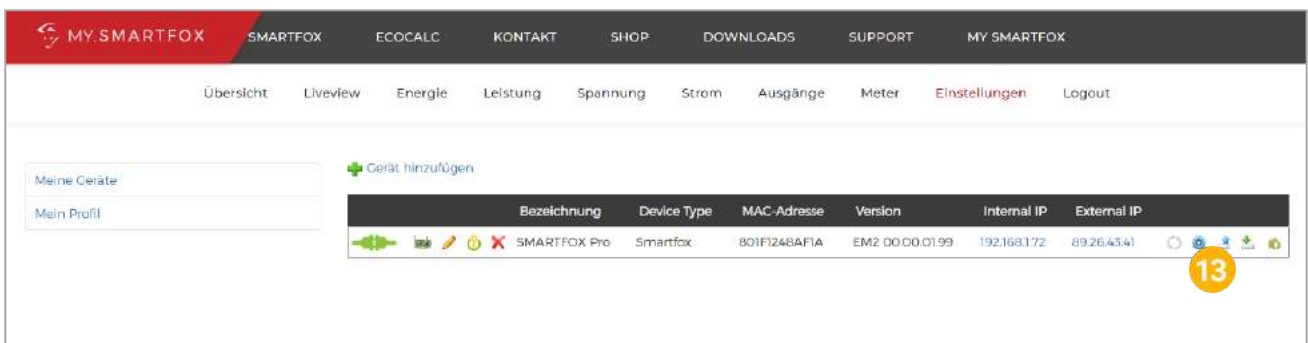 MY.SMARTFOX SMARTFOX ECOCALC KONTAKT SHOP DOWNLOADS SUPPORT MY SMARTFOX
Übersicht Liveview Energie Leistung Spannung Strom Ausgänge Meter Einstellungen Logout
Gerät hinzufügen
Meine Geräte
Mein Profil
Bezeichnung Device Type MAC-Adresse Version Internal IP External IP
SMARTFOX Pro Smartfox 801F1248AF1A EM2 00.00.01.99 192.168.1.72 89.26.43.41
13